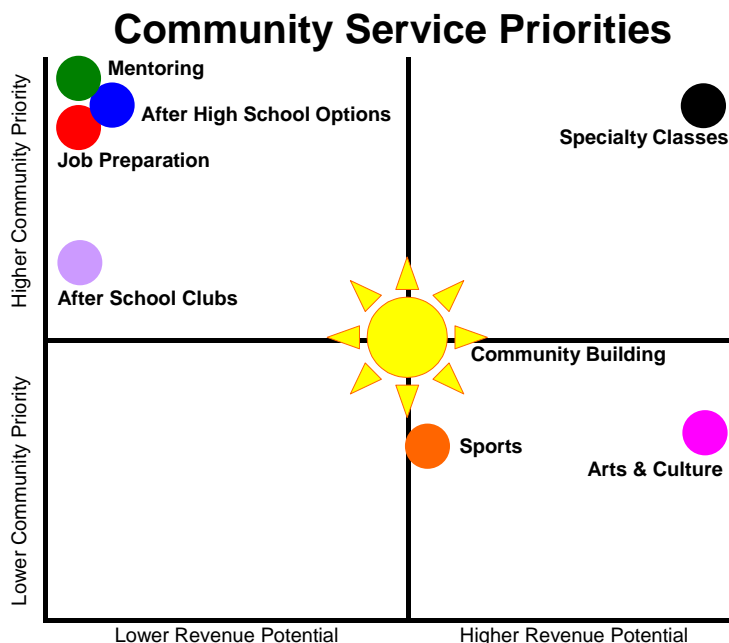 Community Service Priorities
Mentoring
After High School Options
Job Preparation
Specialty Classes
After School Clubs
Higher Community Priority
Community Building
Sports
Arts & Culture
Lower Community Priority
Lower Revenue Potential
Higher Revenue Potential